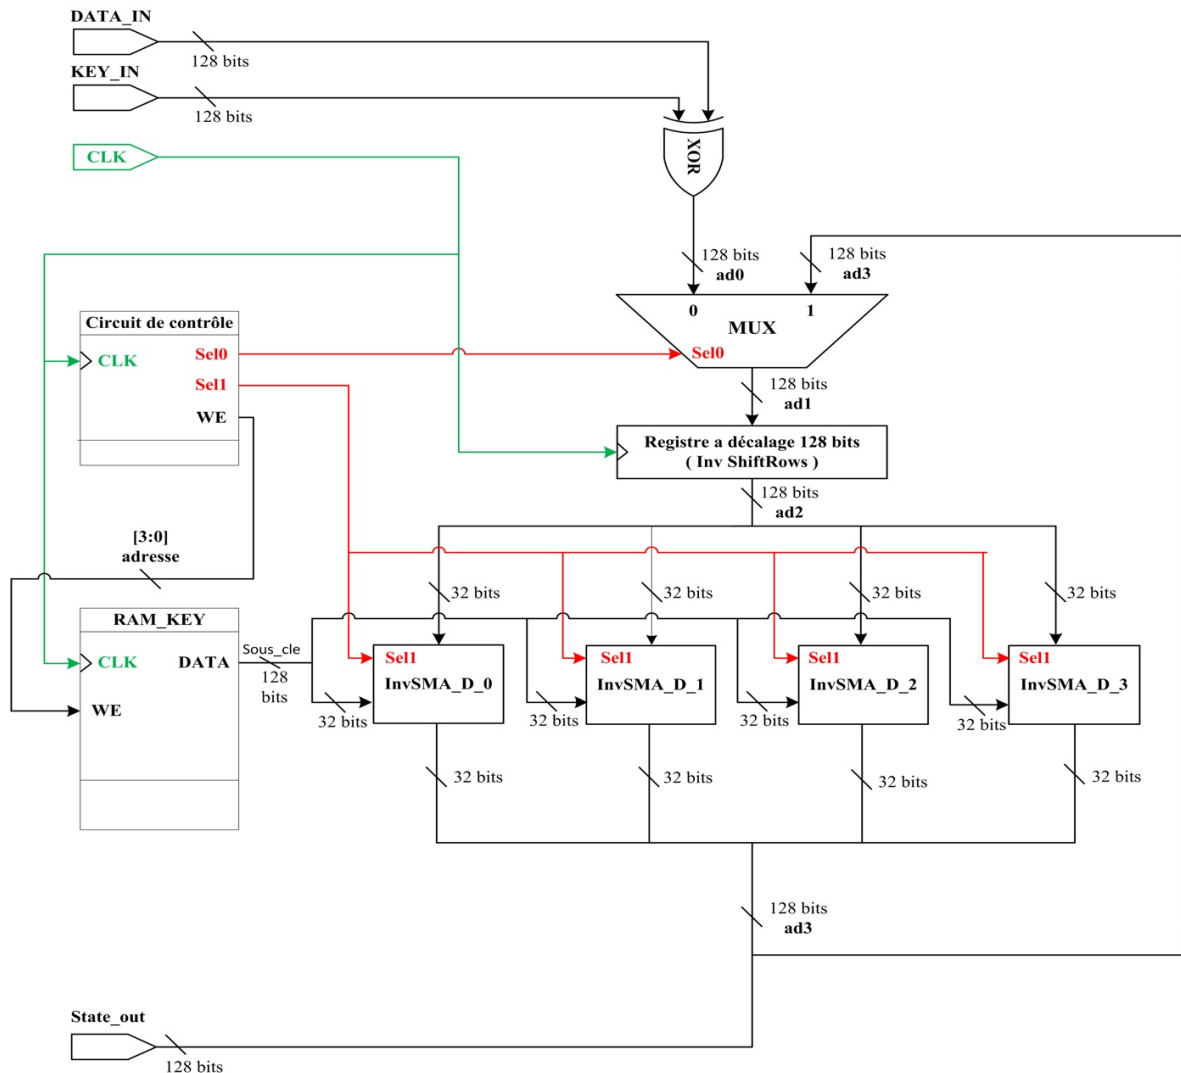 DATA_IN
128 bits
KEY_IN
128 bits
CLK
XOR
128 bits
ad0
128 bits
ad3
0
1
MUX
Sel0
Circuit de contrôle
CLK
Sel0
Sel1
WE
128 bits
ad1
Registre a décalage 128 bits
( Inv ShiftRows )
128 bits
ad2
[3:0]
adresse
32 bits
32 bits
32 bits
32 bits
RAM_KEY
CLK
DATA
WE
Sous_cle
128
bits
Sel1
InvSMA_D_0
32 bits
Sel1
InvSMA_D_1
32 bits
Sel1
InvSMA_D_2
32 bits
Sel1
InvSMA_D_3
32 bits
32 bits
32 bits
32 bits
32 bits
128 bits
ad3
State_out
128 bits